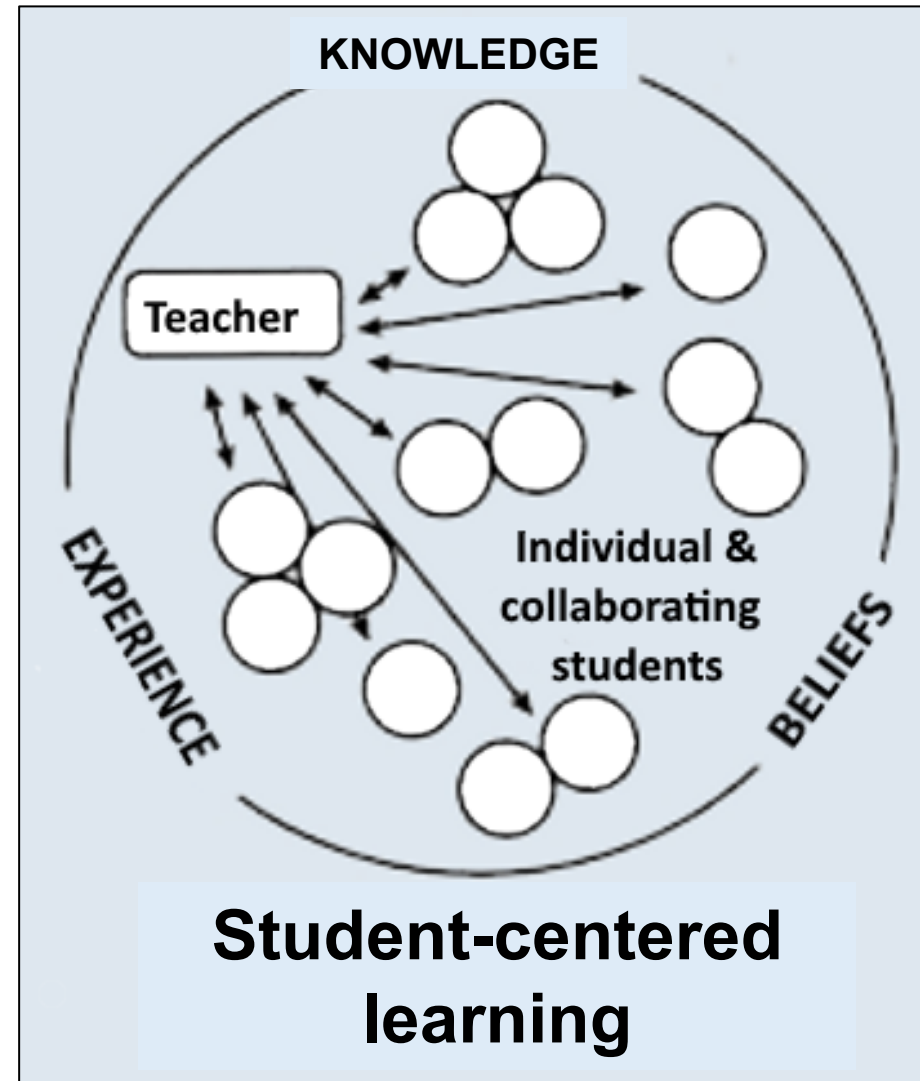 KNOWLEDGE
Teacher
Individual &
collaborating
students
EXPERIENCE
BELIEFS
Student-centered
learning